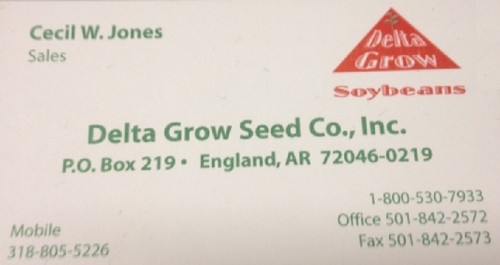 Cecil W. Jones
Sales
Delta
Grow
Soybeans
Delta Grow Seed Co., Inc.
P.O. Box 219 • England, AR 72046-0219
1-800-530-7933
Office 501-842-2572
Fax 501-842-2573
Mobile
318-805-5226